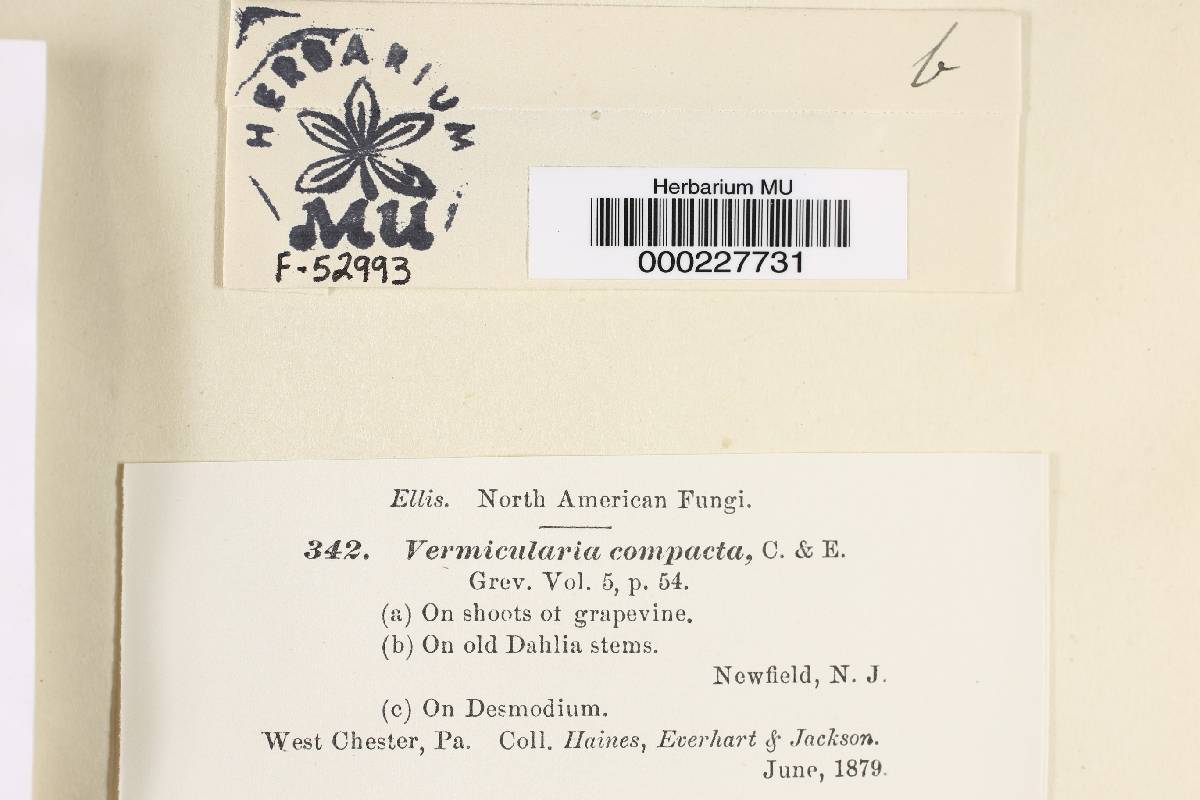 HERBARIUM
b
MU
F-52993
Herbarium MU
000227731
Ellis. North American Fungi.
342. Vermicularia compacta, C. & E.
Grev. Vol. 5, p. 54.
(a) On shoots of grapevine.
(b) On old Dahlia stems.
Newfield, N. J.
(c) On Desmodium.
West Chester, Pa. Coll. Haines, Everhart & Jackson.
June, 1879.